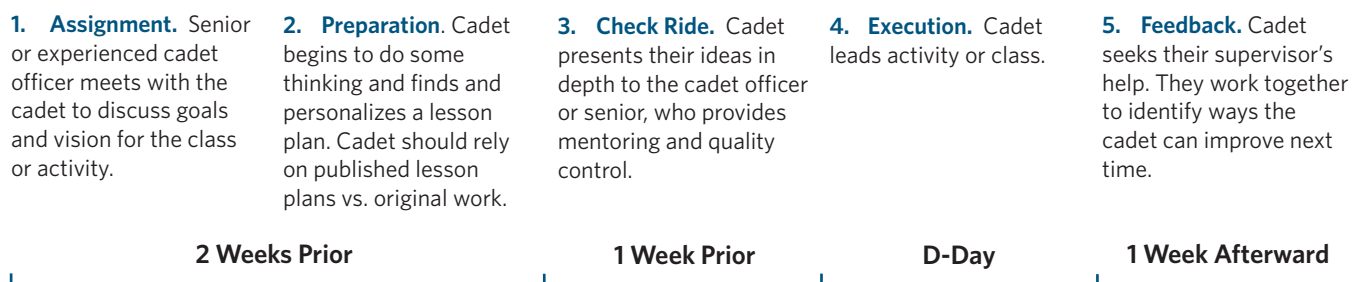 1. Assignment. Senior
or experienced cadet
officer meets with the
cadet to discuss goals
and vision for the class
or activity.
2. Preparation. Cadet
begins to do some
thinking and finds and
personalizes a lesson
plan. Cadet should rely
on published lesson
plans vs. original work.
3. Check Ride. Cadet
presents their ideas in
depth to the cadet officer
or senior, who provides
mentoring and quality
control.
4. Execution. Cadet
leads activity or class.
5. Feedback. Cadet
seeks their supervisor’s
help. They work together
to identify ways the
cadet can improve next
time.
2 Weeks Prior
1 Week Prior
D-Day
1 Week Afterward